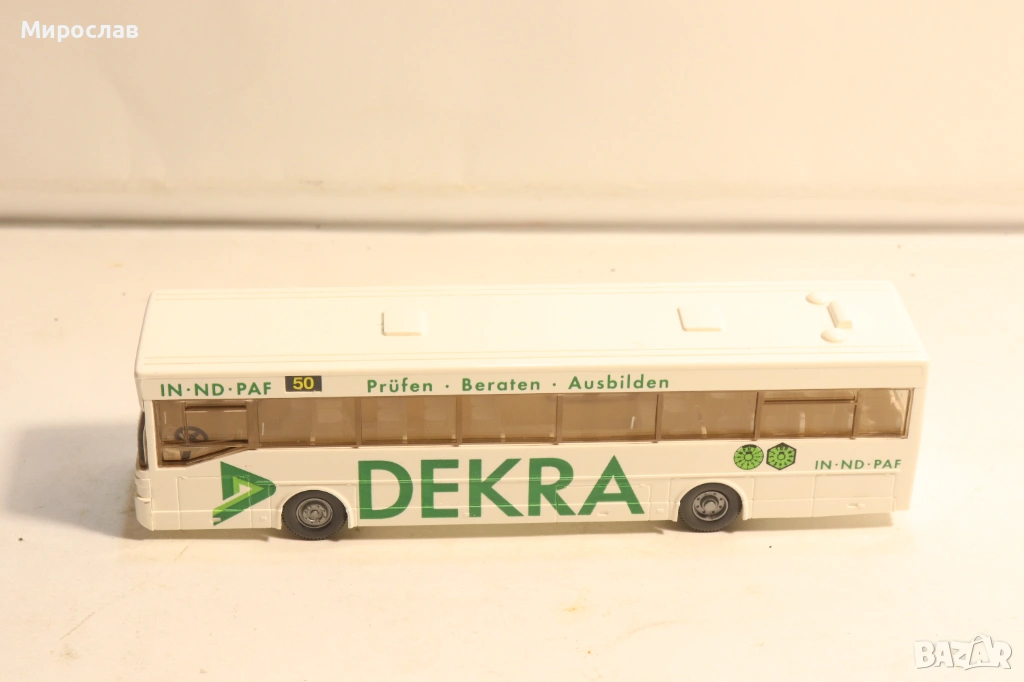 Мирослав
IN·ND·PAF 50 Prüfen · Beraten · Ausbilden
DEKRA
IN·ND·PAF
BAZAR